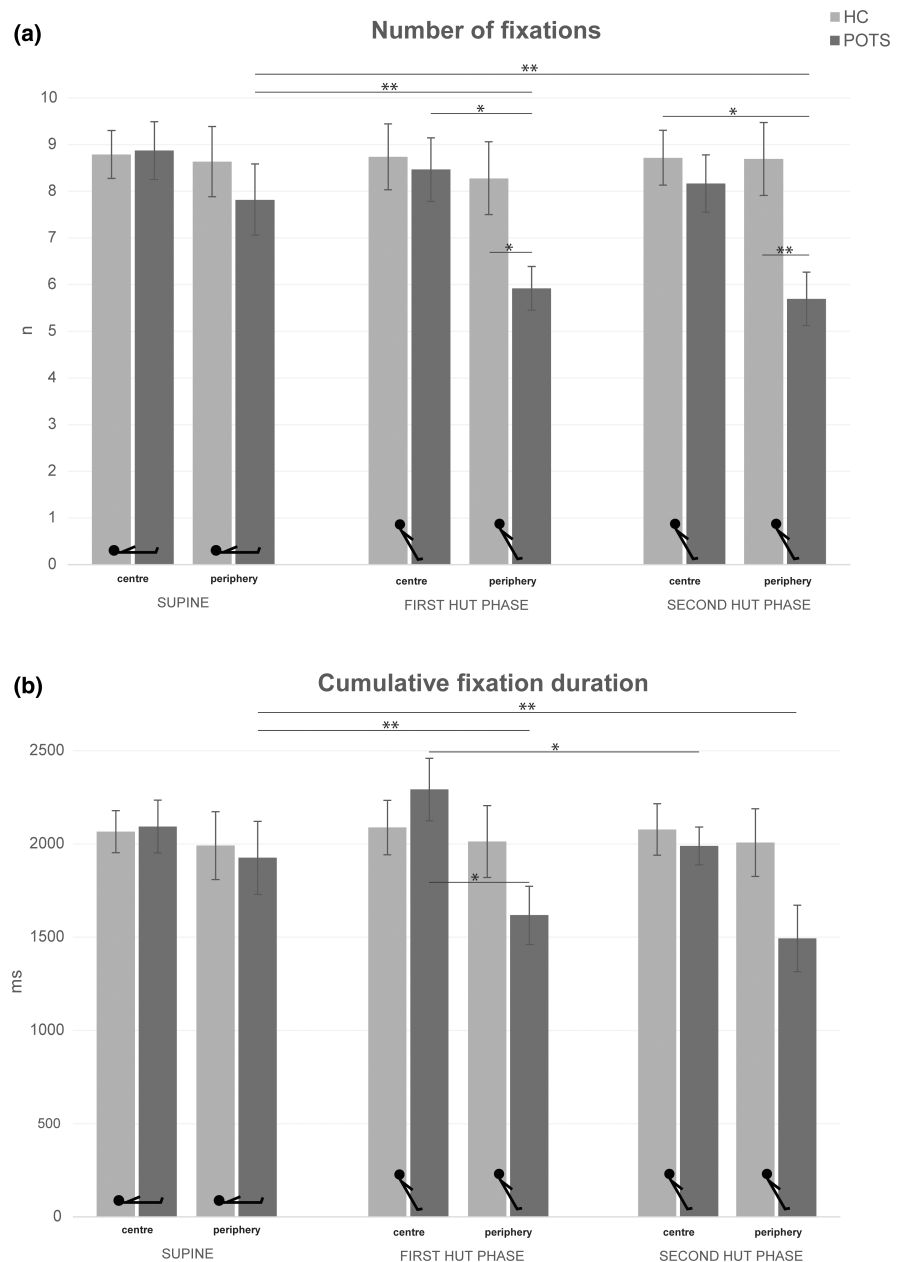 (a)
Number of fixations
HC
POTS
**
**
*
*
*
**
10
9
8
7
6
5
4
3
2
1
0
n
centre periphery centre periphery centre periphery
SUPINE FIRST HUT PHASE SECOND HUT PHASE
(b)
Cumulative fixation duration
**
**
*
*
2500
2000
1500
1000
500
0
ms
centre periphery centre periphery centre periphery
SUPINE FIRST HUT PHASE SECOND HUT PHASE